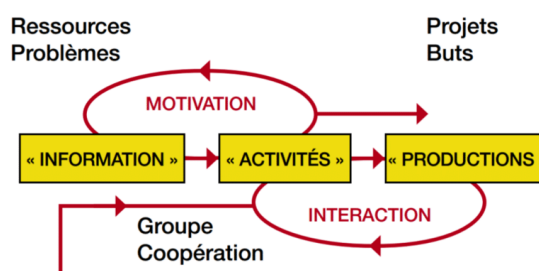 Ressources
Problèmes
Projets
Buts
MOTIVATION
« INFORMATION »
« ACTIVITÉS »
« PRODUCTIONS
Groupe
Coopération
INTERACTION